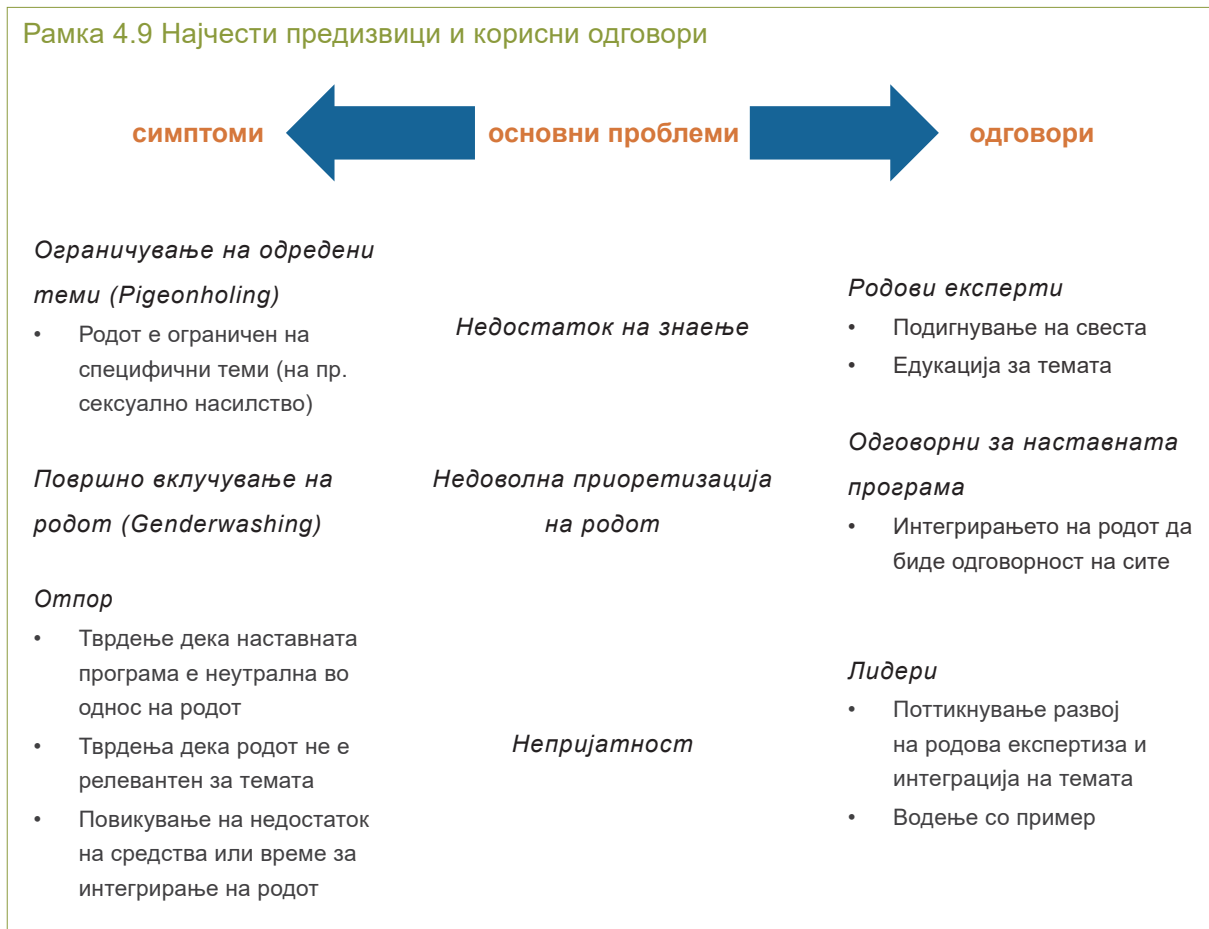 Рамка 4.9 Најчести предизвици и корисни одговори
симптоми
основни проблеми
одговори
Ограничување на одредени
теми (Pigeonholing)
• Родот е ограничен на
специфични теми (на пр.
сексуално насилство)
Површно вклучување на
родот (Genderwashing)
Отпор
• Тврдење дека наставната
програма е неутрална во
однос на родот
• Тврдења дека родот не е
релевантен за темата
• Повикување на недостаток
на средства или време за
интегрирање на родот
Недостаток на знаење
Недоволна приоретизација
на родот
Непријатност
Родови експерти
• Подигнување на свеста
• Едукација за темата
Одговорни за наставната
програма
• Интегрирањето на родот да
биде одговорност на сите
Лидери
• Поттикнување развој
на родова експертиза и
интеграција на темата
• Водење со пример